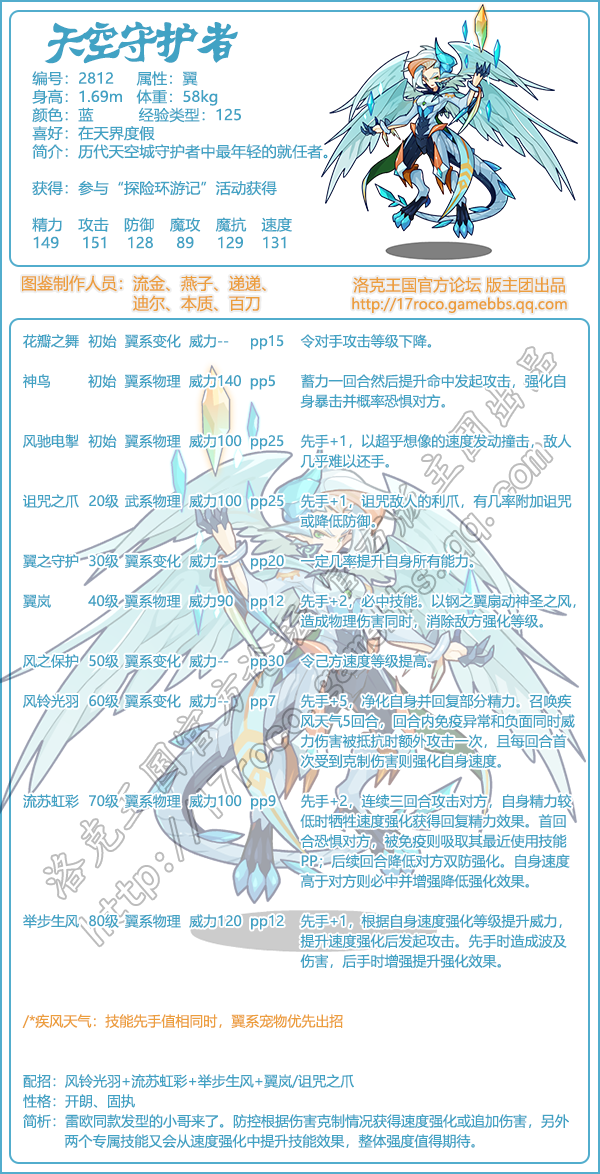 天空守护者
编号：2812 属性：翼
身高：1.69m 体重：58kg
颜色：蓝 经验类型：125
喜好：在天界度假
简介：历代天空城守护者中最年轻的就任者。
获得：参与“探险环游记”活动获得
精力 攻击 防御 魔攻 魔抗 速度
149 151 128 89 129 131
图鉴制作人员：流金、燕子、递递、
迪尔、本质、百刀
洛克王国官方论坛 版主团出品
http://17roco.gamebbs.qq.com
花瓣之舞 初始 翼系变化 威力-- pp15 令对手攻击等级下降。
神鸟 初始 翼系物理 威力140 pp5 蓄力一回合然后提升命中发起攻击，强化自
身暴击并概率恐惧对方。
风驰电掣 初始 翼系物理 威力100 pp25 先手+1，以超乎想像的速度发动撞击，敌人
几乎难以还手。
诅咒之爪 20级 武系物理 威力100 pp25 先手+1，诅咒敌人的利爪，有几率附加诅咒
或降低防御。
翼之守护 30级 翼系变化 威力-- pp20 一定几率提升自身所有能力。
翼岚 40级 翼系物理 威力90 pp12 先手+2，必中技能。以钢之翼扇动神圣之风，
造成物理伤害同时，消除敌方强化等级。
风之保护 50级 翼系变化 威力-- pp30 令己方速度等级提高。
风铃光羽 60级 翼系变化 威力-- pp7 先手+5，净化自身并回复部分精力。召唤疾
风天气5回合，回合内免疫异常和负面同时威
力伤害被抵抗时额外攻击一次，且每回合首
次受到克制伤害则强化自身速度。
流苏虹彩 70级 翼系物理 威力100 pp9 先手+2，连续三回合攻击对方，自身精力较
低时牺牲速度强化获得回复精力效果。首回
合恐惧对方，被免疫则吸取其最近使用技能
PP；后续回合降低对方双防强化。自身速度
高于对方则必中并增强降低强化效果。
举步生风 80级 翼系物理 威力120 pp12 先手+1，根据自身速度强化等级提升威力，
提升速度强化后发起攻击。先手时造成波及
伤害，后手时增强提升强化效果。
/*疾风天气：技能先手值相同时，翼系宠物优先出招
配招：风铃光羽+流苏虹彩+举步生风+翼岚/诅咒之爪
性格：开朗、固执
简析：雷欧同款发型的小哥来了。防控根据伤害克制情况获得速度强化或追加伤害，另外
两个专属技能又会从速度强化中提升技能效果，整体强度值得期待。
洛克王国官方论坛 版主团出品
http://17roco.gamebbs.qq.com